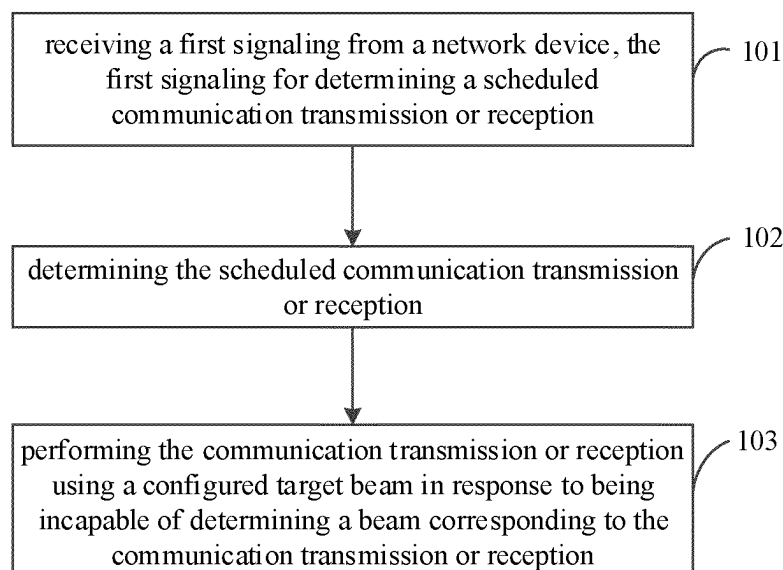 receiving a first signaling from a network device, the
first signaling for determining a scheduled
communication transmission or reception
101
determining the scheduled communication transmission
or reception
102
performing the communication transmission or reception
using a configured target beam in response to being
incapable of determining a beam corresponding to the
communication transmission or reception
103